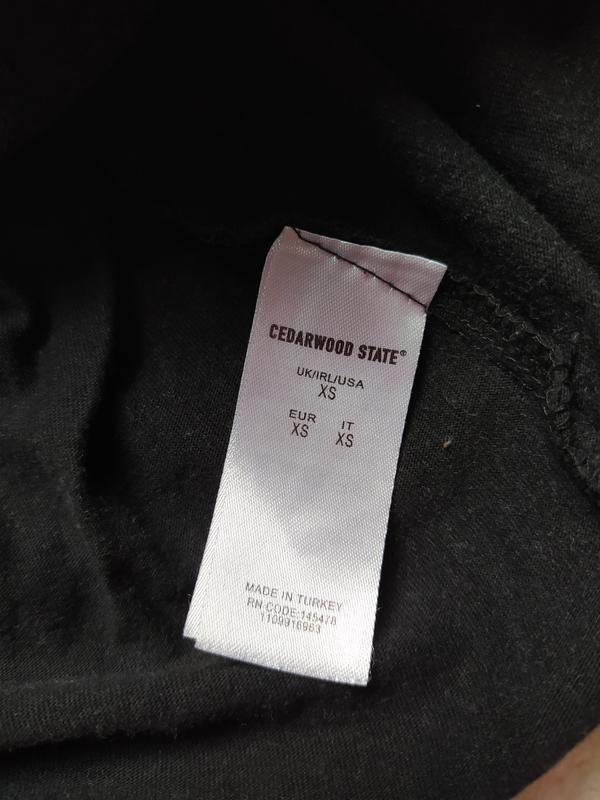 CEDARWOOD STATE®
UK/IRL/USA
XS
EUR IT
XS XS
MADE IN TURKEY
RN CODE:145478
1109916963